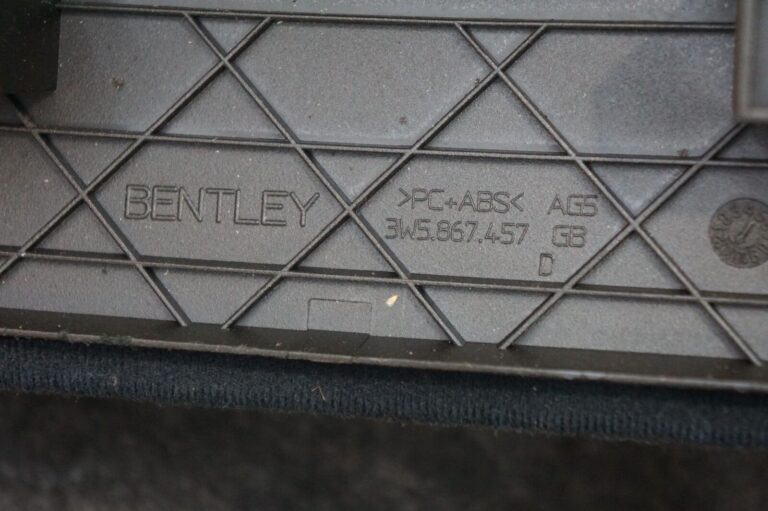 BENTLEY
>PC+ABS< AG5
3W5.867.457 GB
D